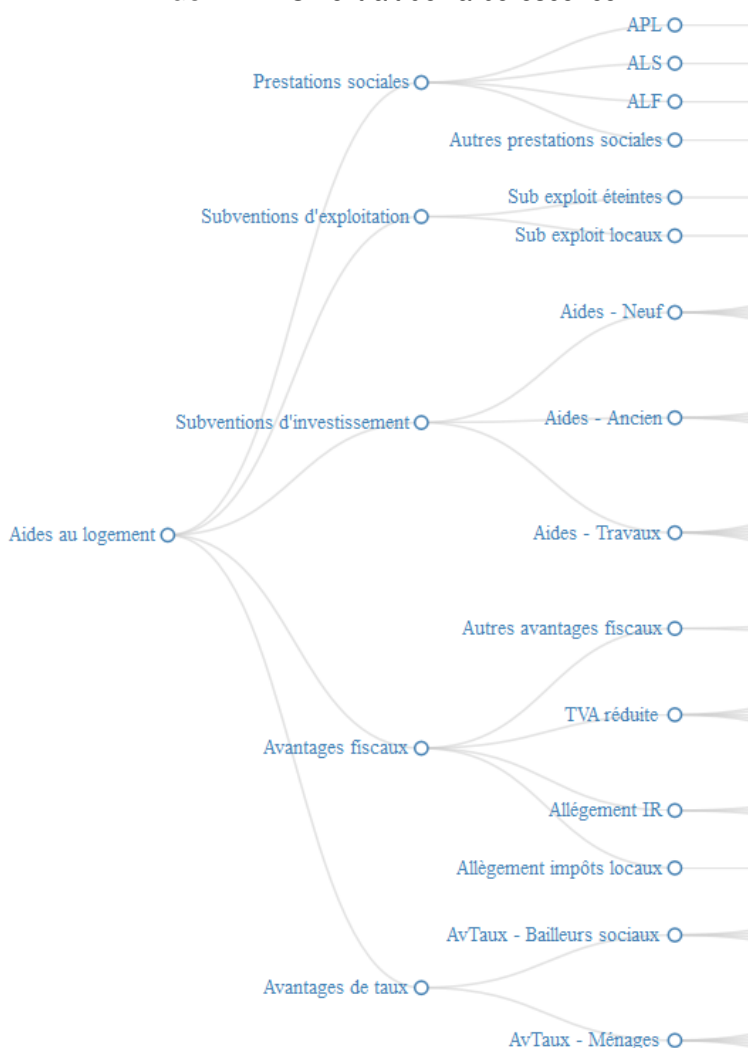 APL
ALS
Prestations sociales
ALF
Autres prestations sociales
Sub exploit éteintes
Subventions d'exploitation
Sub exploit locaux
Aides - Neuf
Subventions d'investissement
Aides - Ancien
Aides au logement
Aides - Travaux
Autres avantages fiscaux
TVA réduite
Avantages fiscaux
Allégement IR
Allègement impôts locaux
AvTaux - Bailleurs sociaux
Avantages de taux
AvTaux - Ménages